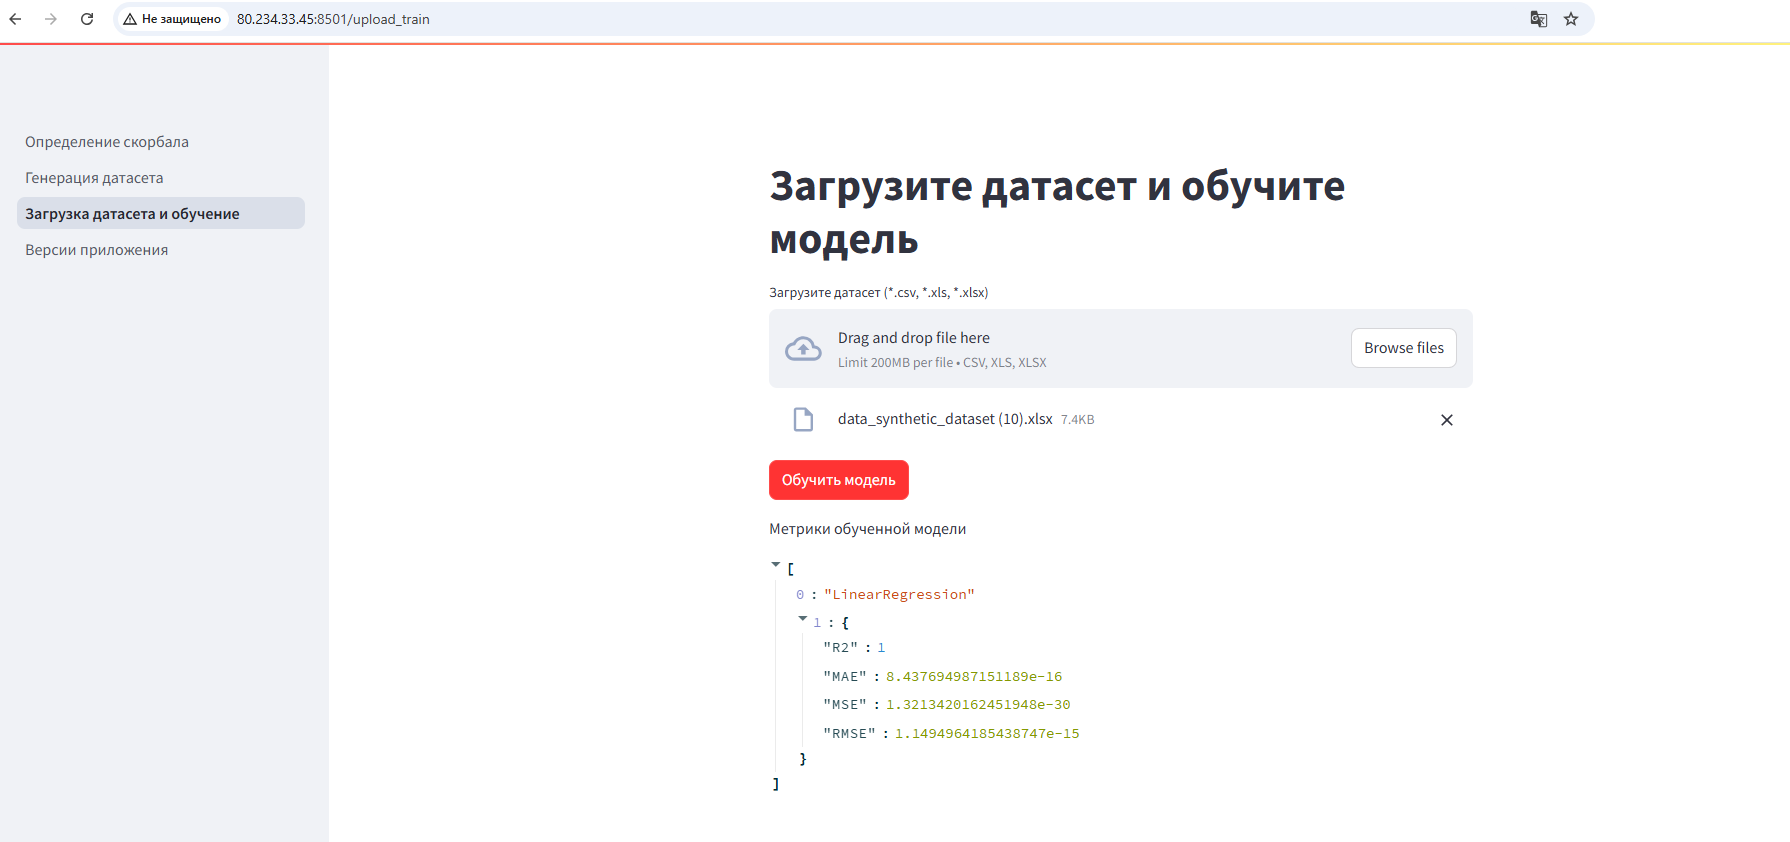 Не защищено 80.234.33.45:8501/upload_train
Определение скорбала
Генерация датасета
Загрузка датасета и обучение
Версии приложения
Загрузите датасет и обучите
модель
Загрузите датасет (*.csv, *.xls, *.xlsx)
Drag and drop file here
Limit 200MB per file • CSV, XLS, XLSX
Browse files
data_synthetic_dataset (10).xlsx 7.4KB
Обучить модель
Метрики обученной модели
[
0 : "LinearRegression"
1 : {
"R2" : 1
"MAE" : 8.437694987151189e-16
"MSE" : 1.3213420162451948e-30
"RMSE" : 1.1494964185438747e-15
}
]